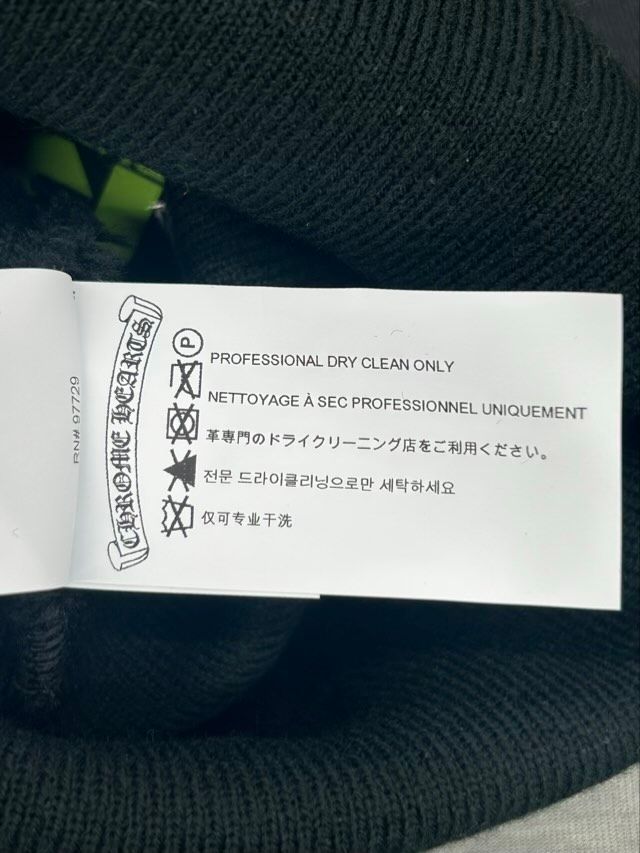 RN# 97729
CHROME HEARTS
P
PROFESSIONAL DRY CLEAN ONLY
NETTOYAGE À SEC PROFESSIONNEL UNIQUEMENT
革専門のドライクリーニング店をご利用ください。
전문 드라이클리닝으로만 세탁하세요
仅可专业干洗